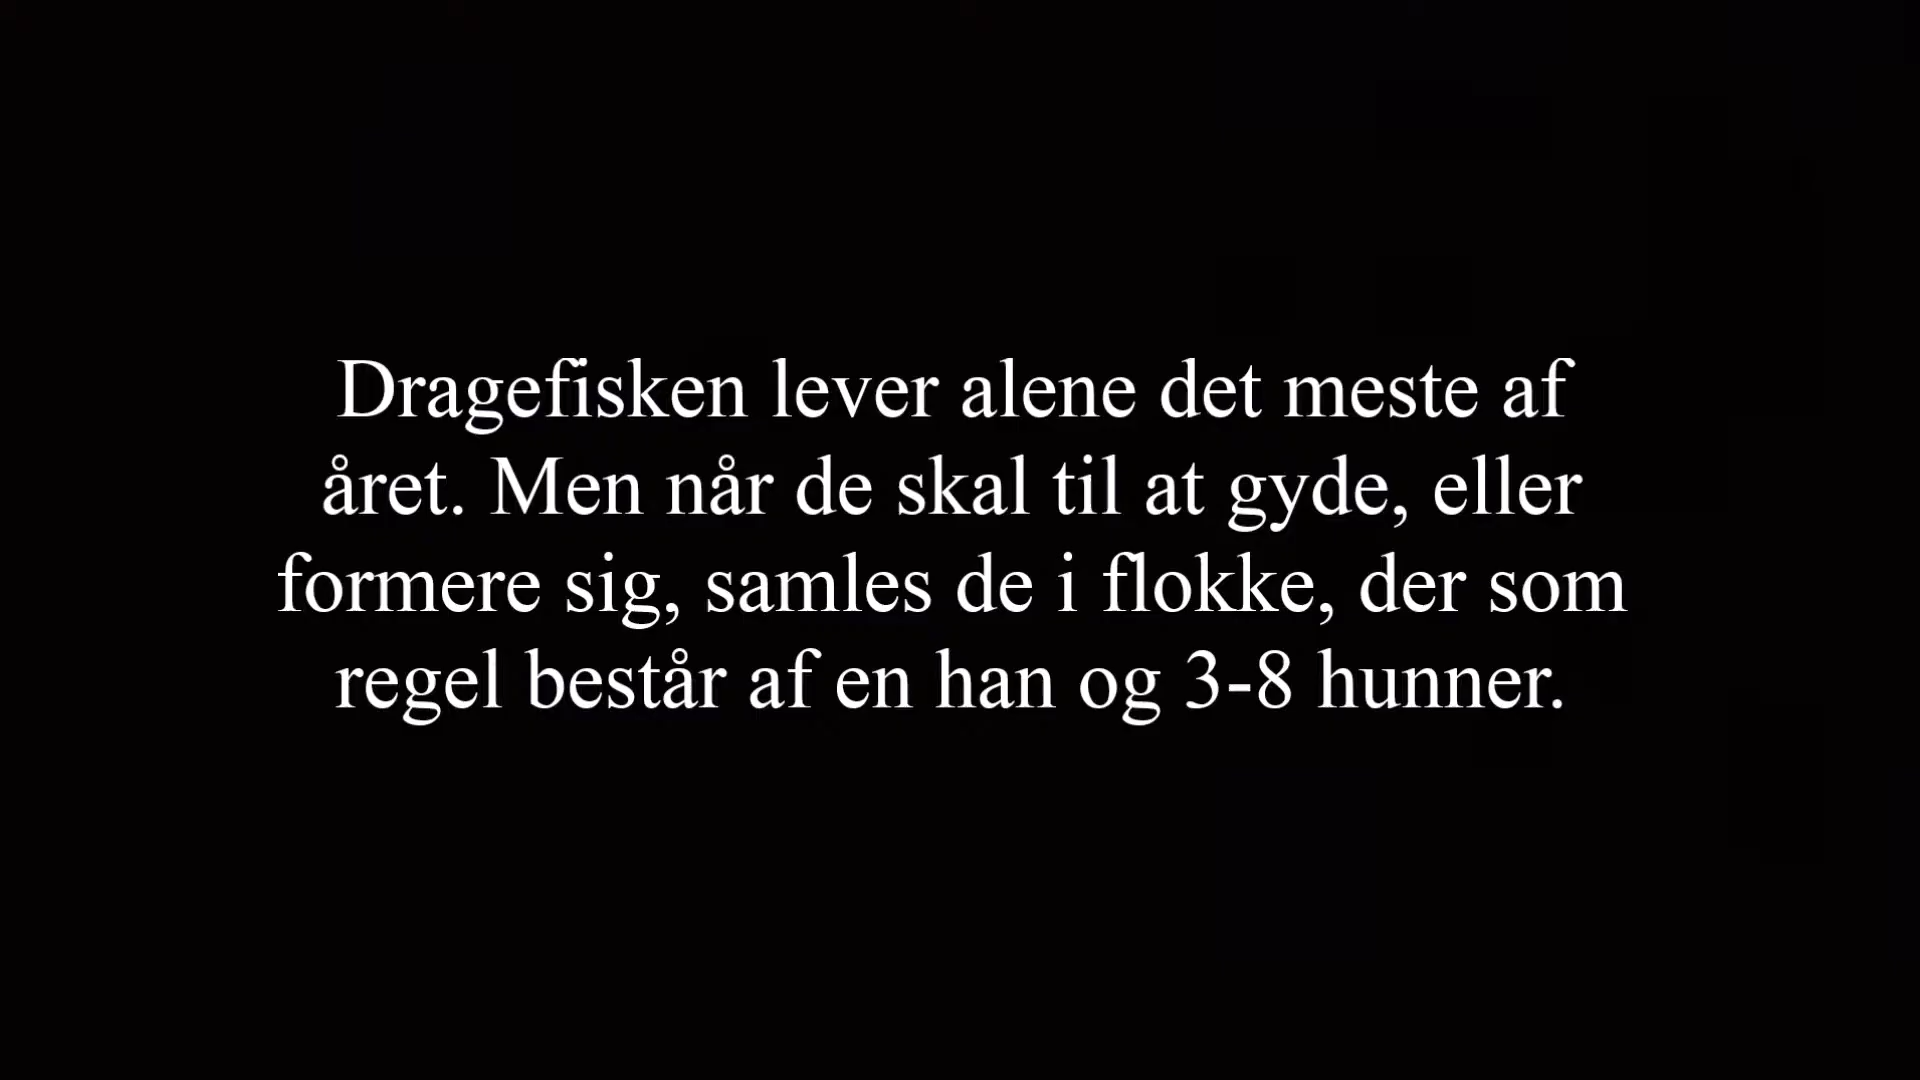 Dragefisken lever alene det meste af
året. Men når de skal til at gyde, eller
formere sig, samles de i flokke, der som
regel består af en han og 3-8 hunner.